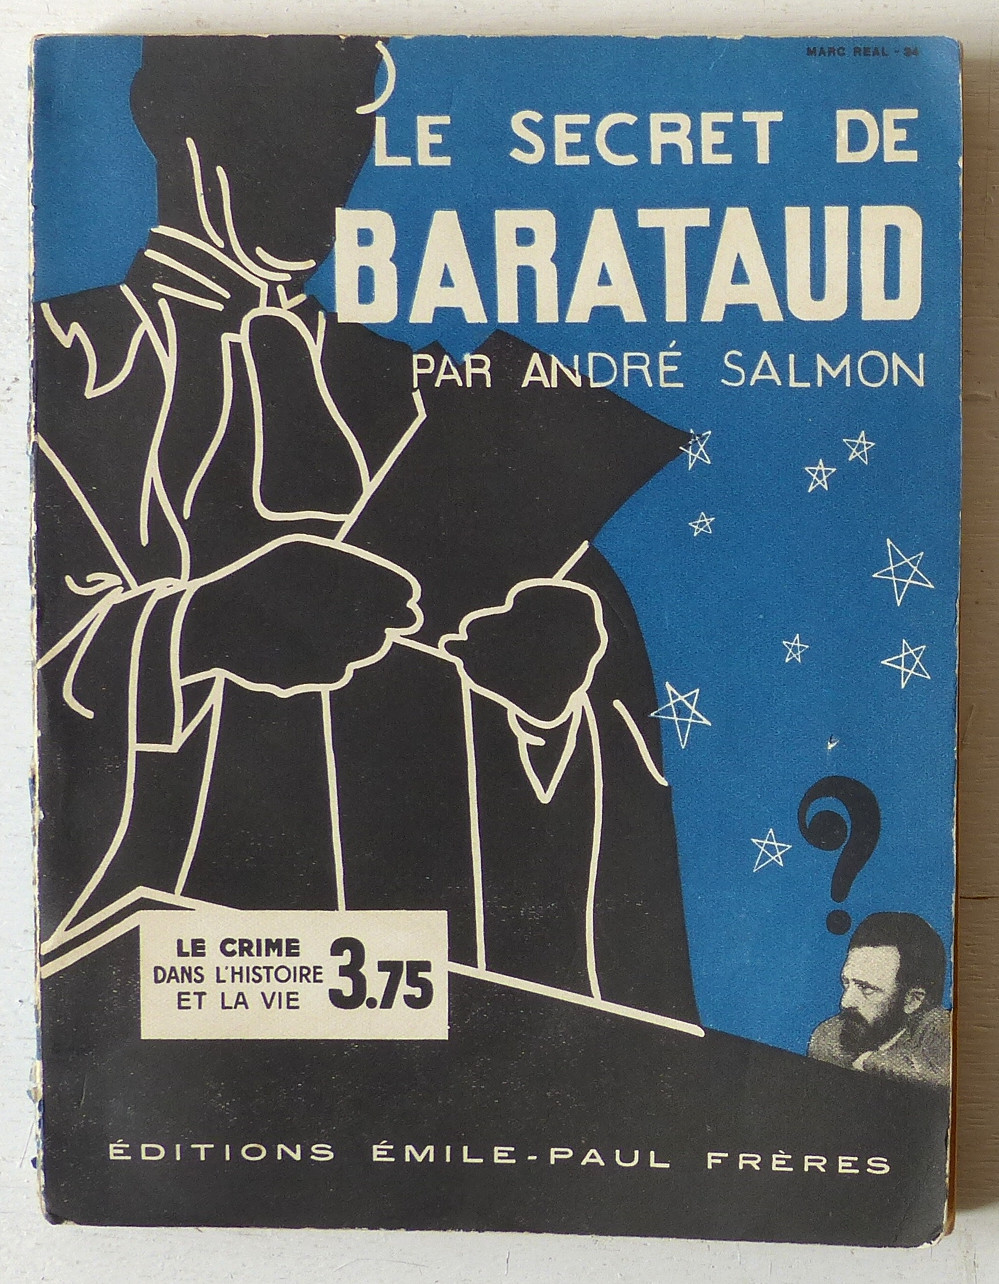 MARC REAL - 34
LE SECRET DE
BARATAUD
PAR ANDRÉ SALMON
?
LE CRIME
DANS L'HISTOIRE
ET LA VIE
3.75
ÉDITIONS ÉMILE-PAUL FRÈRES